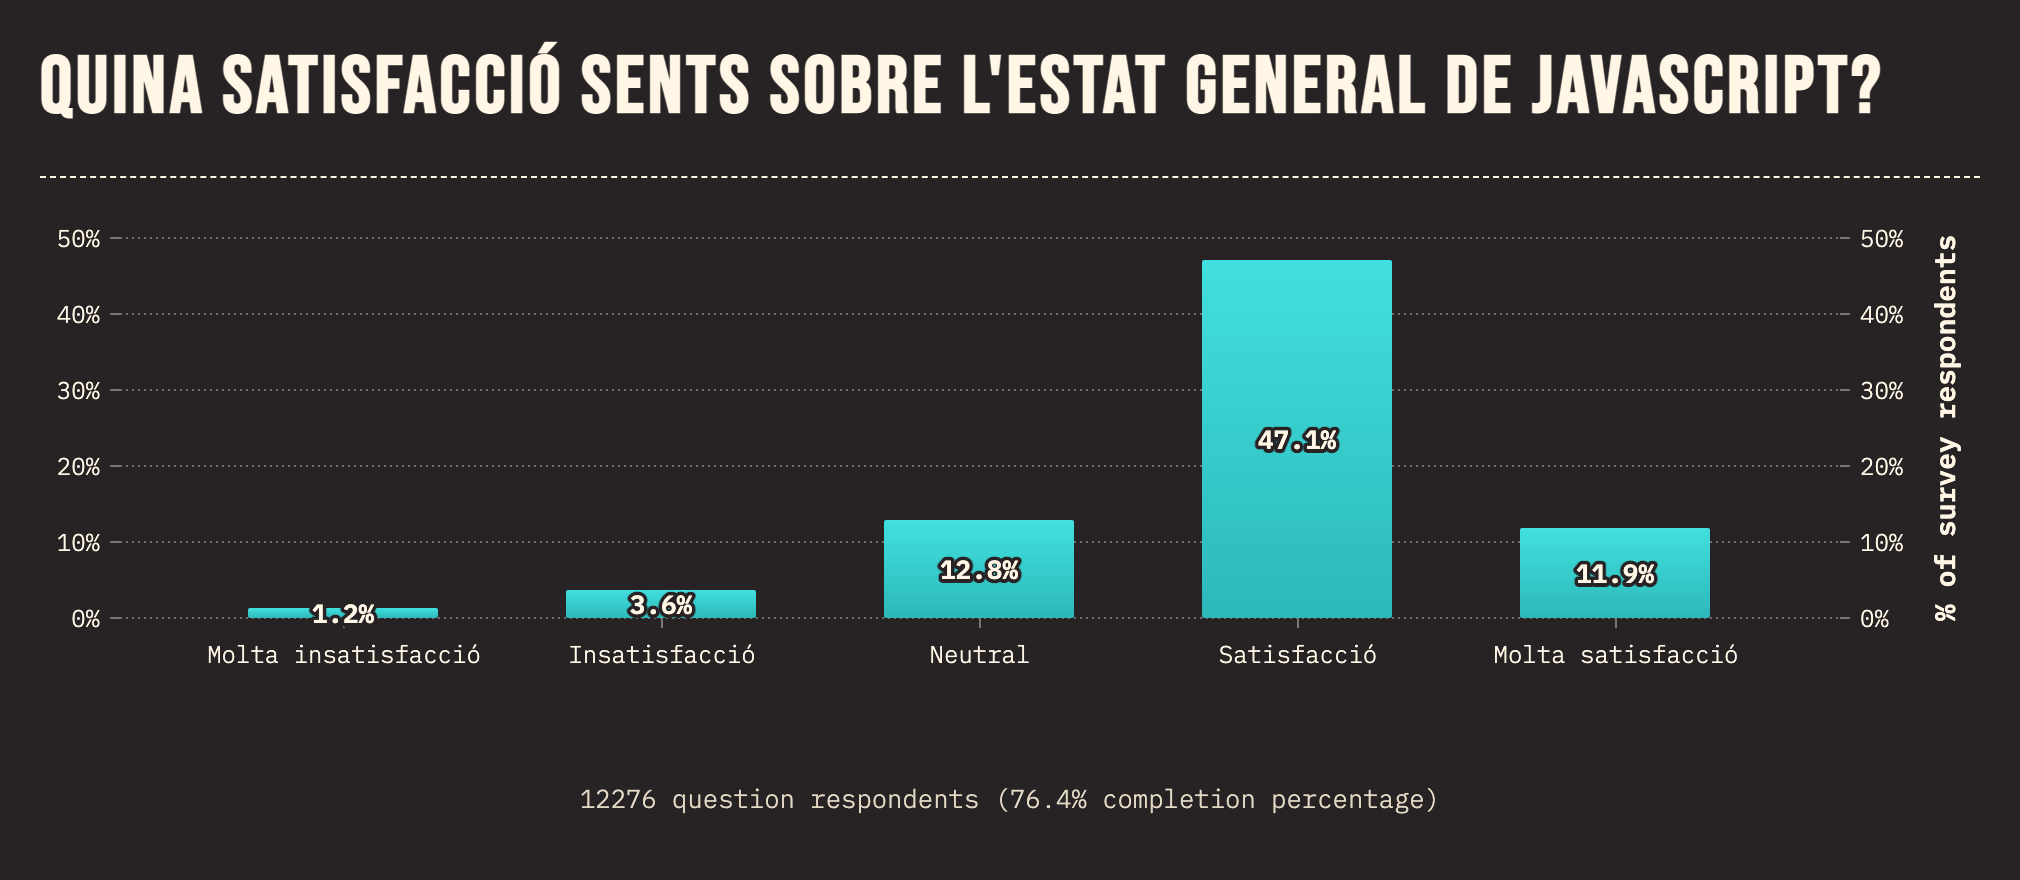 QUINA SATISFACCIÓ SENTS SOBRE L'ESTAT GENERAL DE JAVASCRIPT?
50% 50%
40% 40%
30% 30%
20% 20%
10% 10%
0% 0%
% of survey respondents
1.2% 3.6% 12.8% 47.1% 11.9%
Molta insatisfacció Insatisfacció Neutral Satisfacció Molta satisfacció
12276 question respondents (76.4% completion percentage)